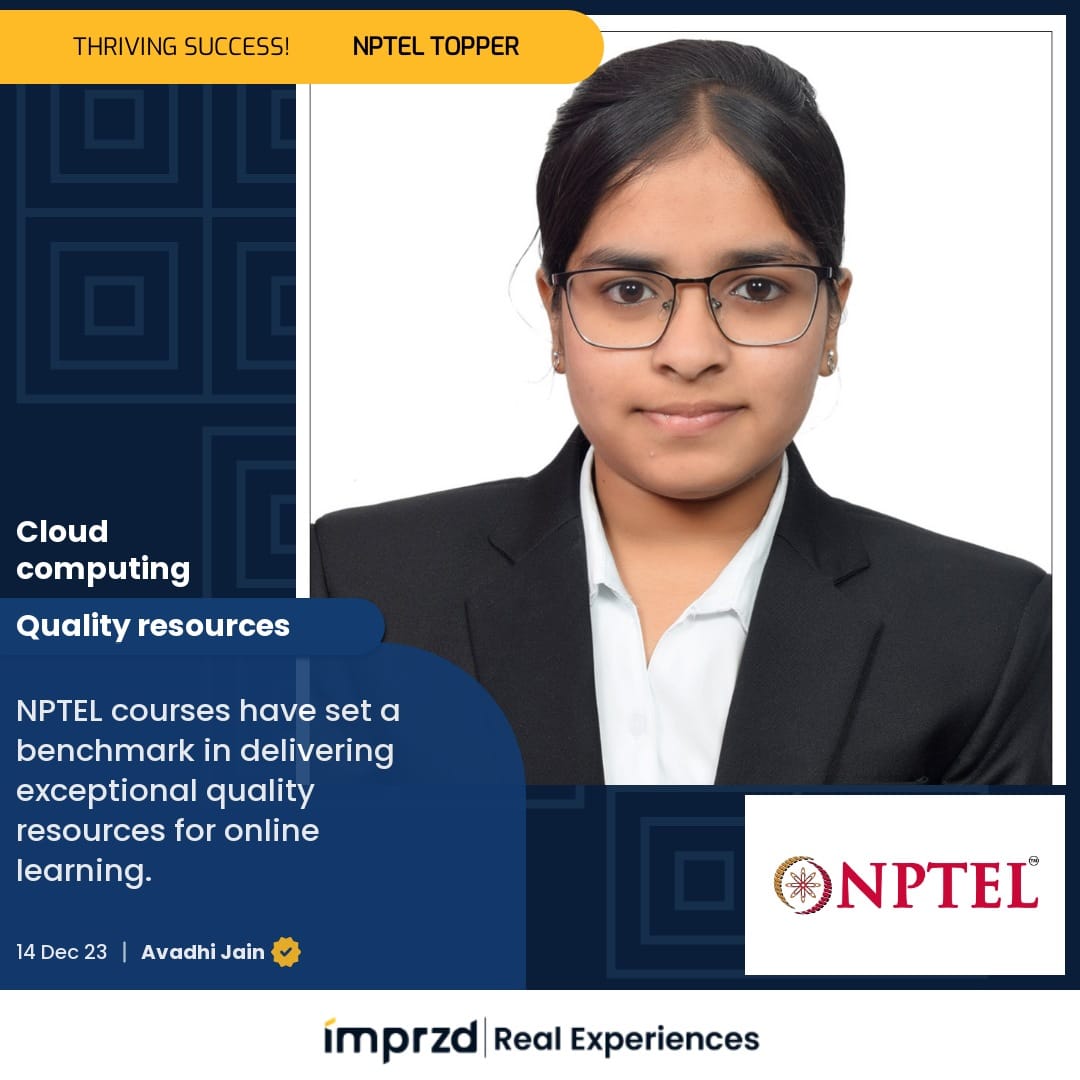 THRIVING SUCCESS! NPTEL TOPPER
Cloud
computing
Quality resources
NPTEL courses have set a
benchmark in delivering
exceptional quality
resources for online
learning.
14 Dec 23 | Avadhi Jain
NPTEL™
imprzd | Real Experiences